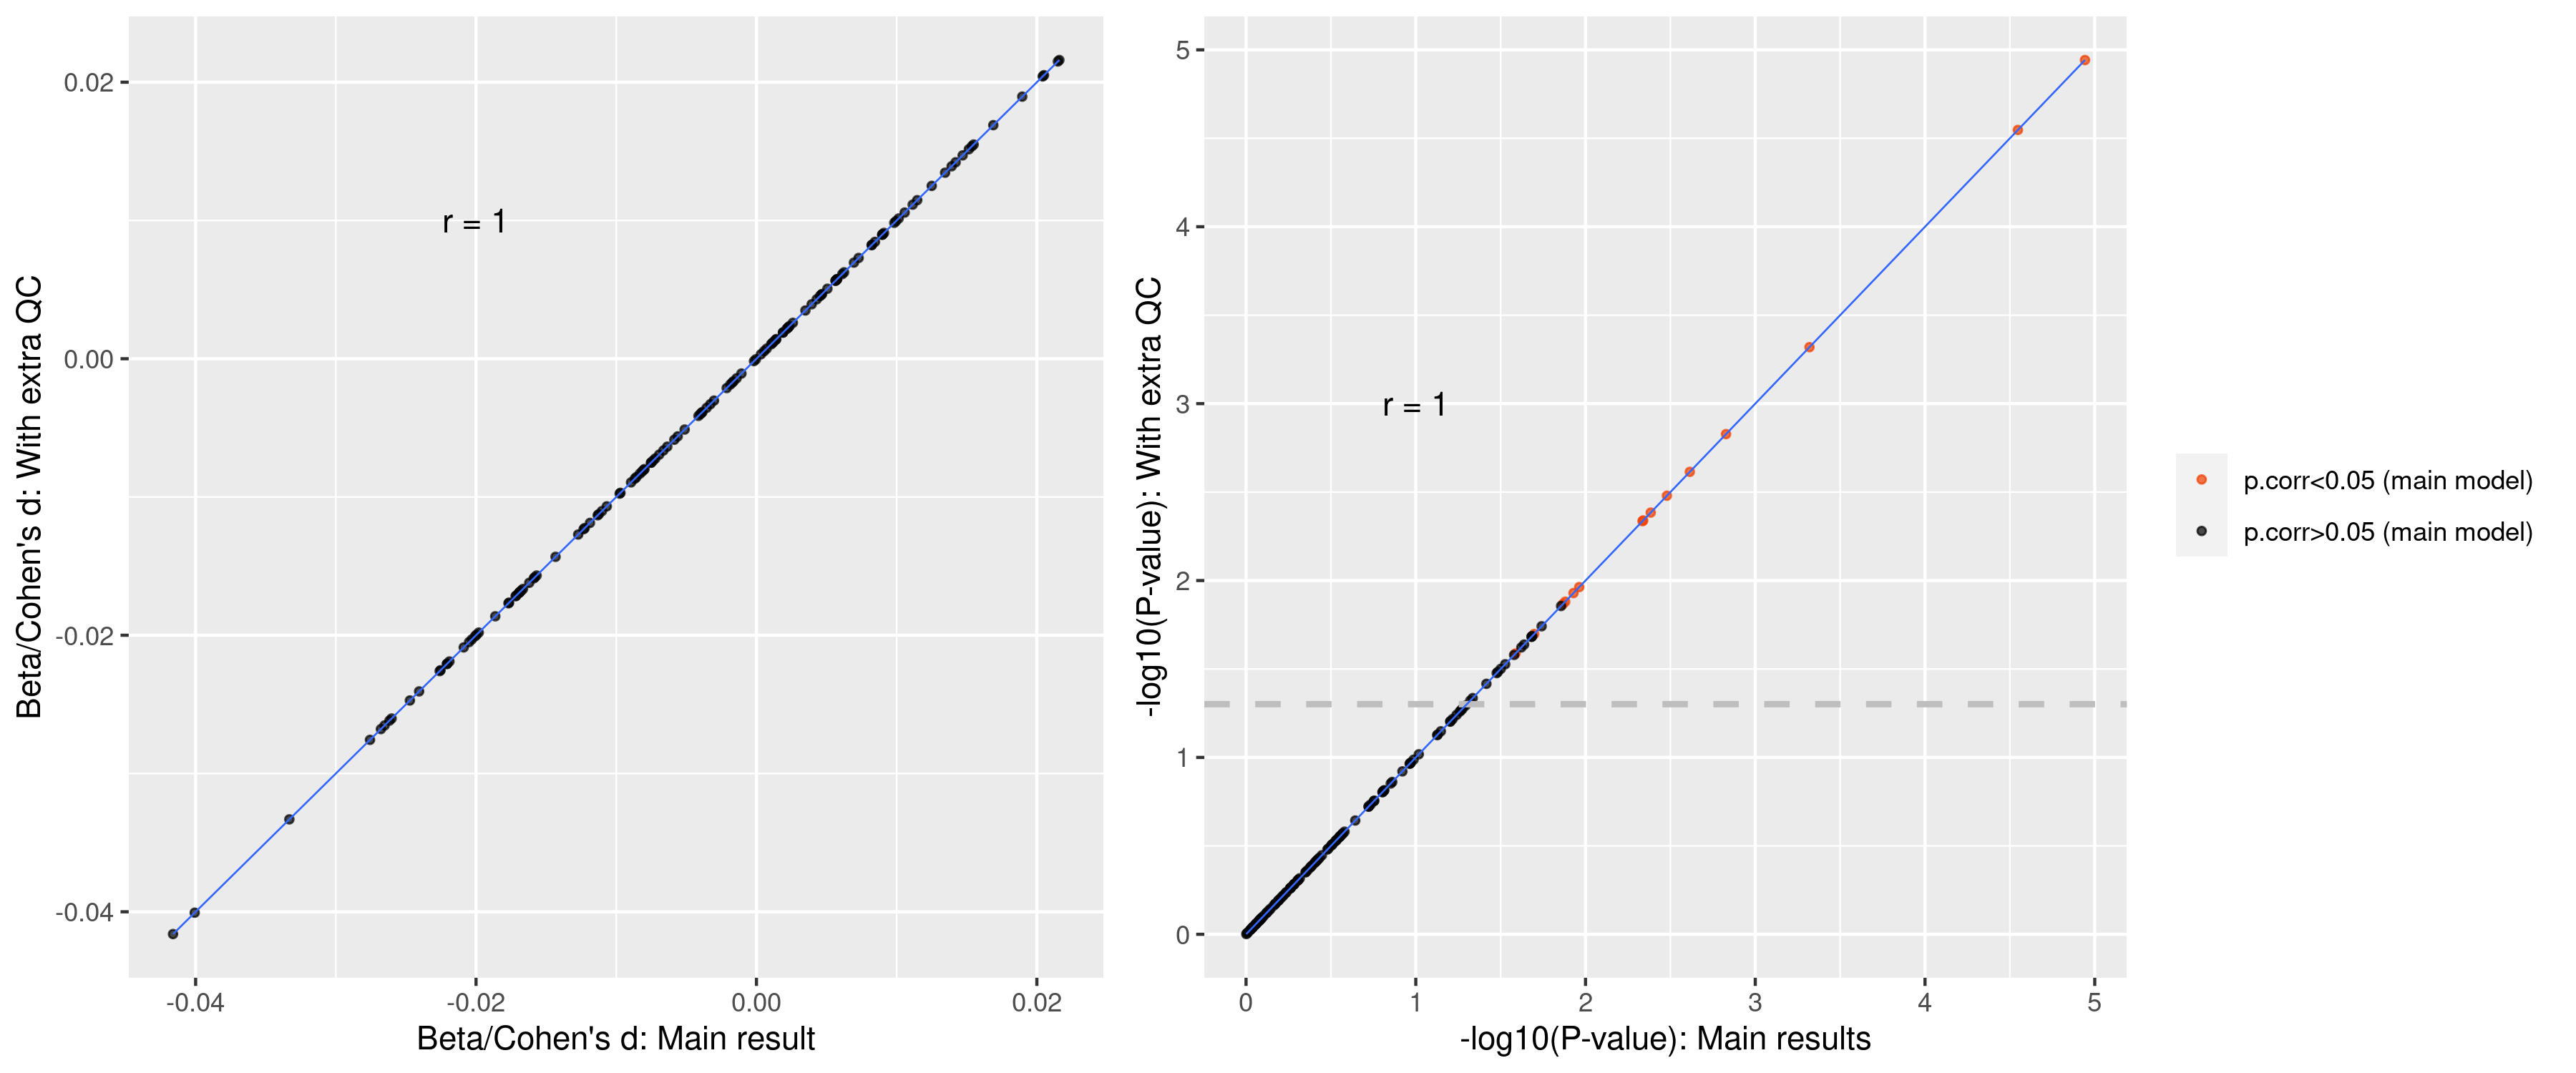 Beta/Cohen's d: With extra QC
0.02
0.00
-0.02
-0.04
r = 1
-0.04
-0.02
0.00
0.02
Beta/Cohen's d: Main result
-log10(P-value): With extra QC
5
4
3
2
1
0
r = 1
0
1
2
3
4
5
-log10(P-value): Main results
p.corr<0.05 (main model)
p.corr>0.05 (main model)